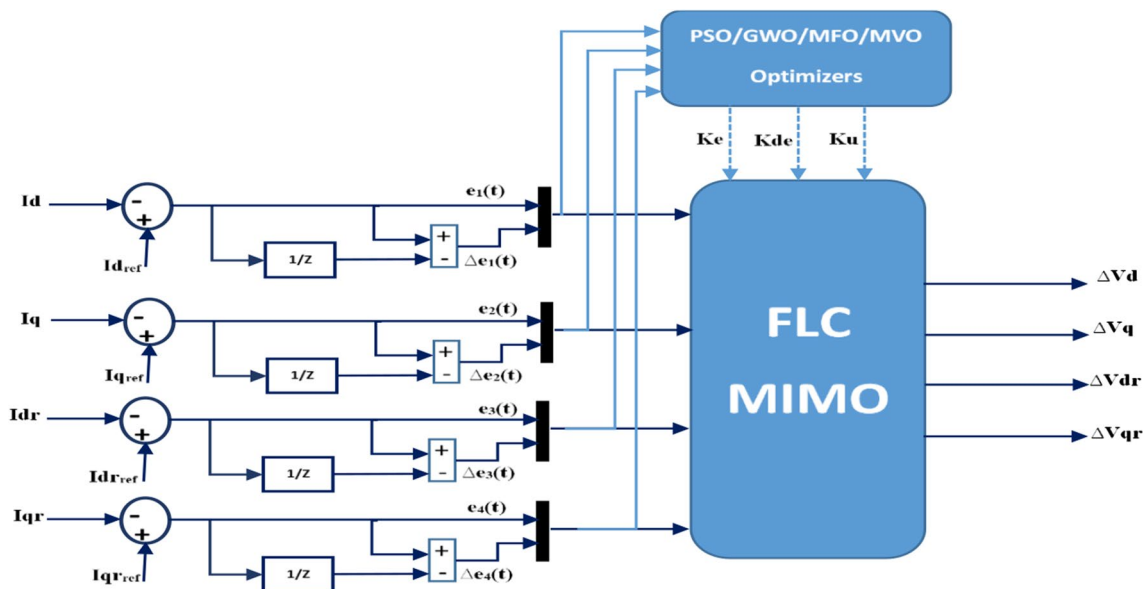 PSO/GWO/MFO/MVO
Optimizers
Ke
Kde
Ku
Id
-
+
Idref
e₁(t)
+
-
1/Z
Δe₁(t)
Iq
-
+
Iqref
e₂(t)
+
-
1/Z
Δe₂(t)
Idr
-
+
Idrref
e₃(t)
+
-
1/Z
Δe₃(t)
Iqr
-
+
Iqrref
e₄(t)
+
-
1/Z
Δe₄(t)
FLC
MIMO
ΔVd
ΔVq
ΔVdr
ΔVqr